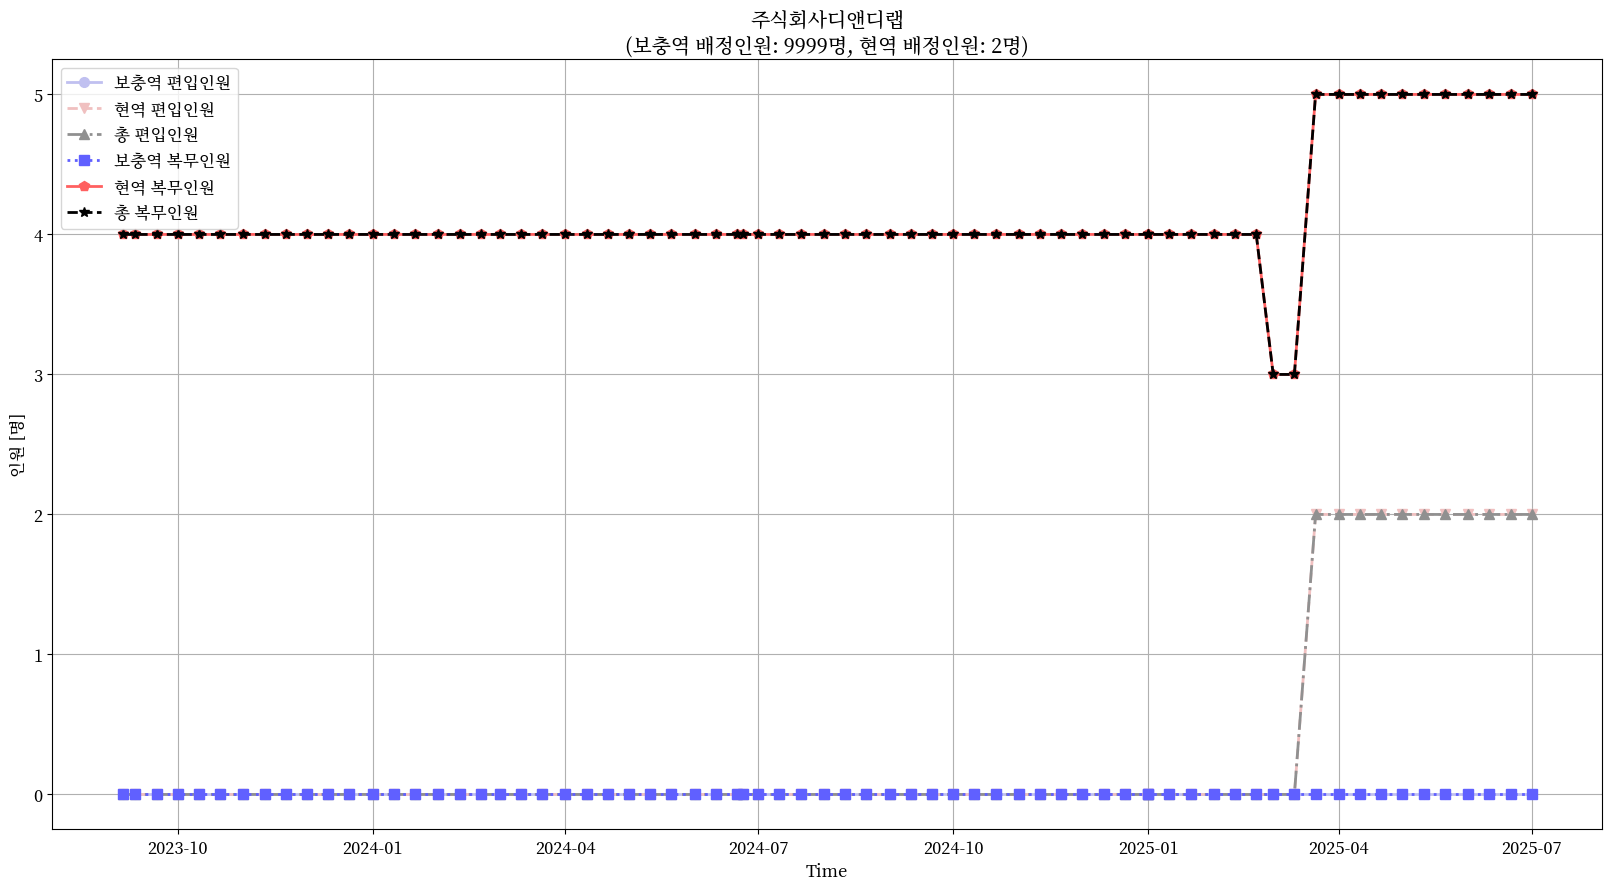 주식회사디앤디랩
(보충역 배정인원: 9999명, 현역 배정인원: 2명)
보충역 편입인원
현역 편입인원
총 편입인원
보충역 복무인원
현역 복무인원
총 복무인원
5
4
3
2
1
0
인원 [명]
2023-10
2024-01
2024-04
2024-07
2024-10
2025-01
2025-04
2025-07
Time